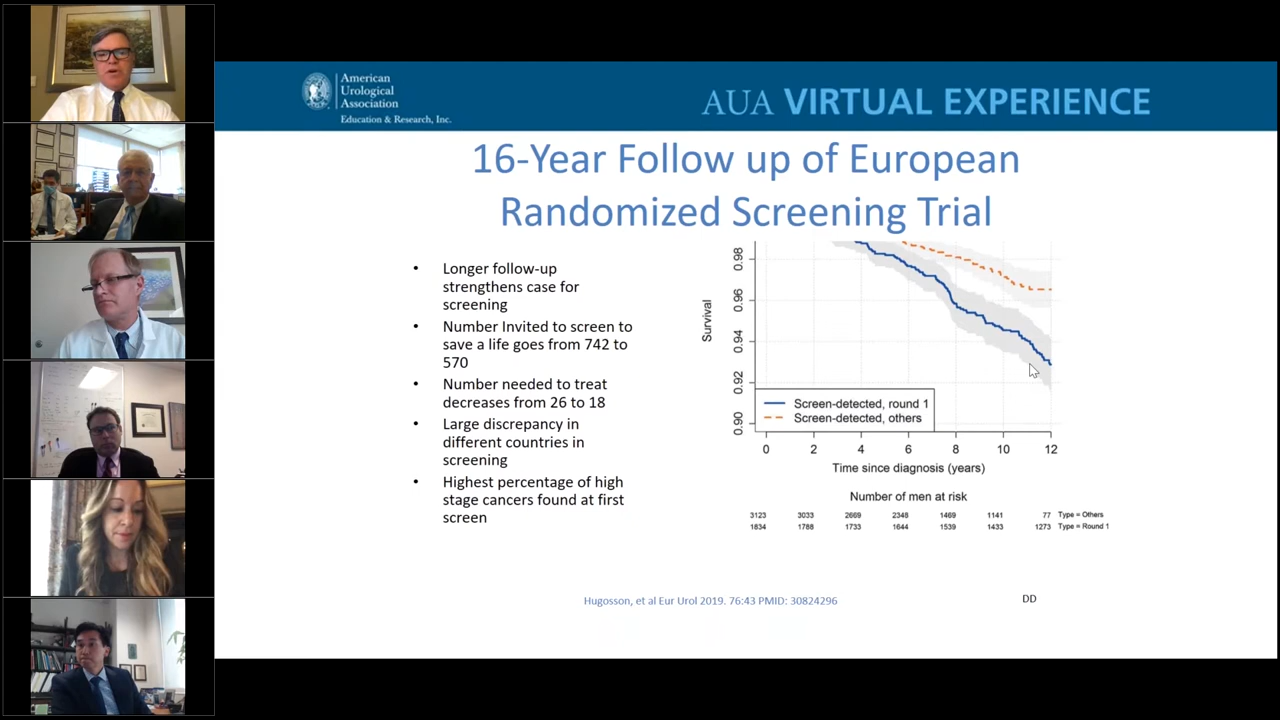 American
Urological
Association
Education & Research, Inc.
AUA VIRTUAL EXPERIENCE
16-Year Follow up of European
Randomized Screening Trial
• Longer follow-up
strengthens case for
screening
• Number Invited to screen to
save a life goes from 742 to
570
• Number needed to treat
decreases from 26 to 18
• Large discrepancy in
different countries in
screening
• Highest percentage of high
stage cancers found at first
screen
Survival
0.98
0.96
0.94
0.92
0.90
Screen-detected, round 1
Screen-detected, others
0 2 4 6 8 10 12
Time since diagnosis (years)
Number of men at risk
3123 3033 2669 2348 1469 1141 77 Type = Others
1834 1788 1733 1644 1539 1433 1273 Type = Round 1
Hugosson, et al Eur Urol 2019. 76:43 PMID: 30824296
DD